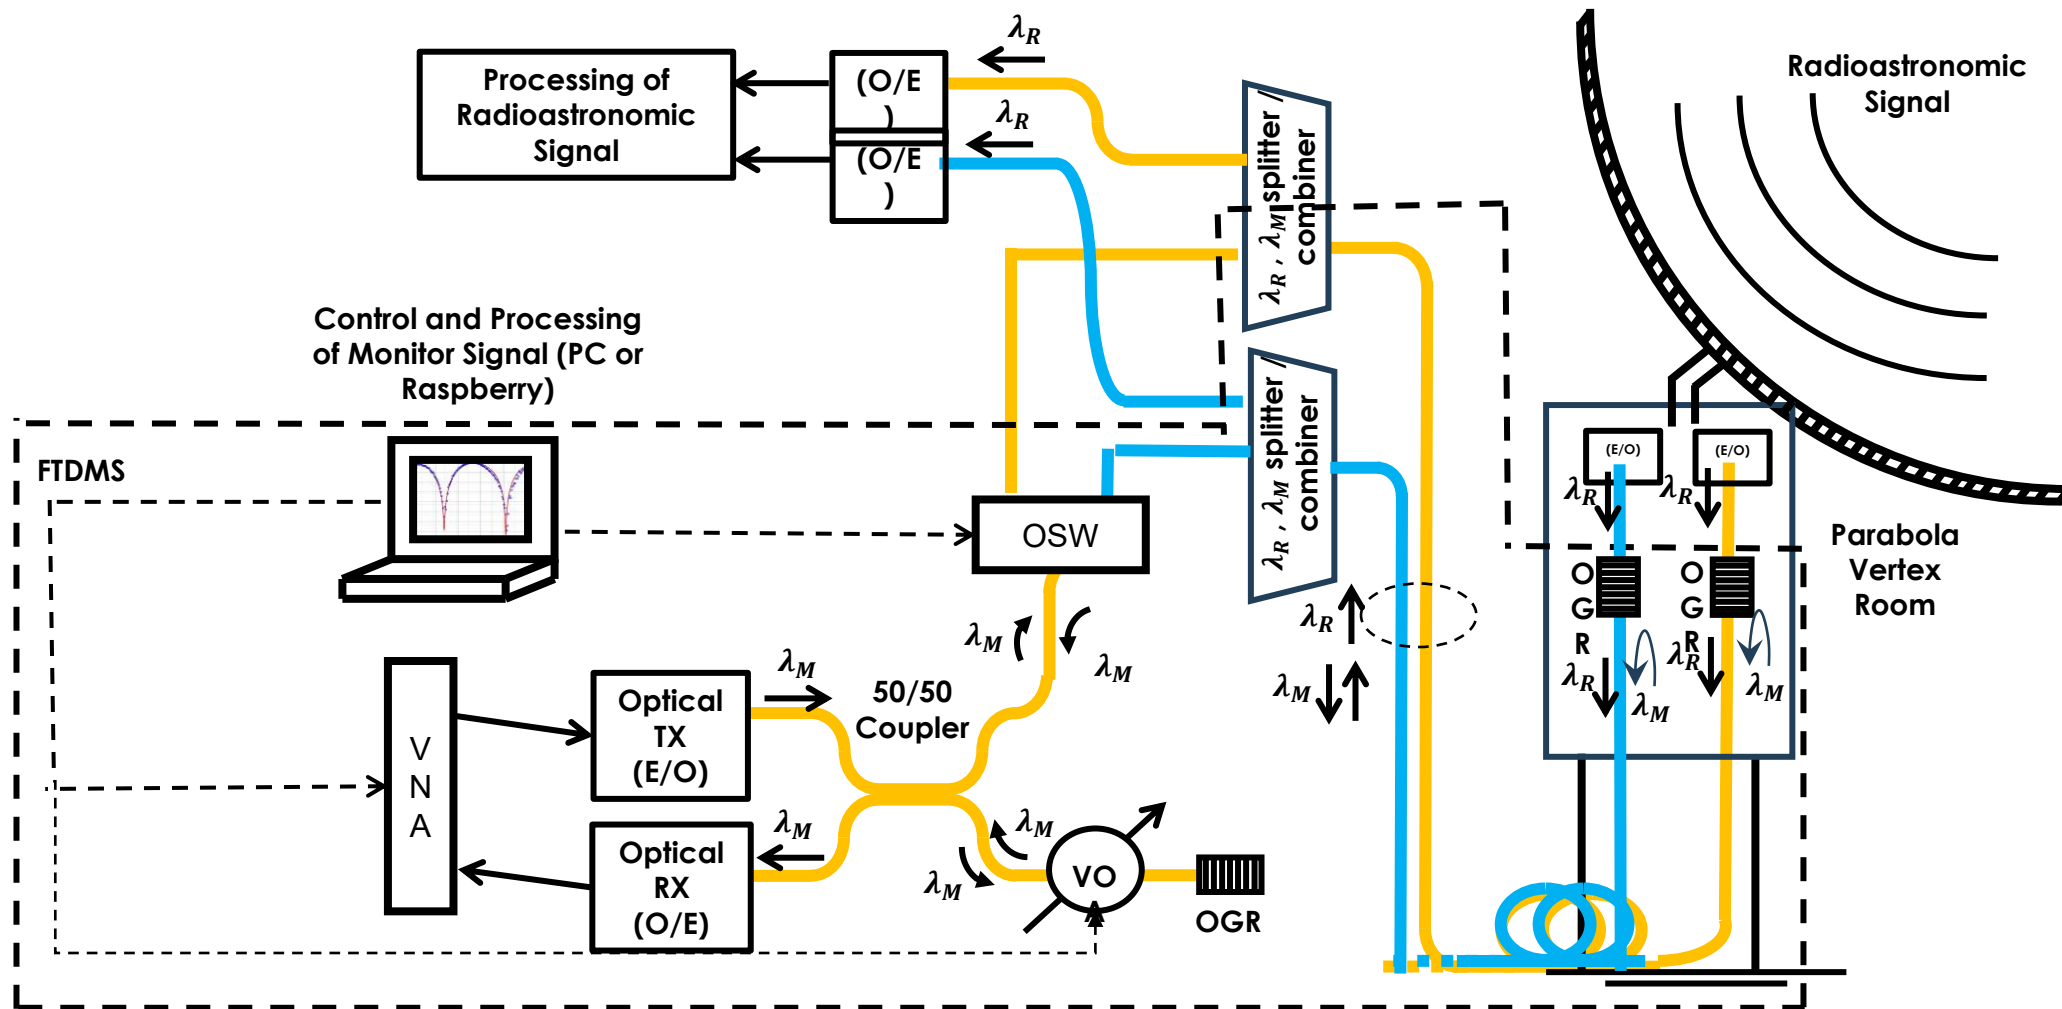 λR
Processing of
Radioastronomic
Signal
(O/E
)
λR
(O/E
)
λR , λM splitter /
combiner
Radioastronomic
Signal
Control and Processing
of Monitor Signal (PC or
Raspberry)
λR , λM splitter /
combiner
FTDMS
OSW
(E/O)
(E/O)
λR
λR
Parabola
Vertex
Room
O
G
R
O
G
R
λR
λM
λR
λM
λR
λM
λM
λM
λM
50/50
Coupler
V
N
A
Optical
TX
(E/O)
Optical
RX
(O/E)
λM
λM
λM
VO
OGR